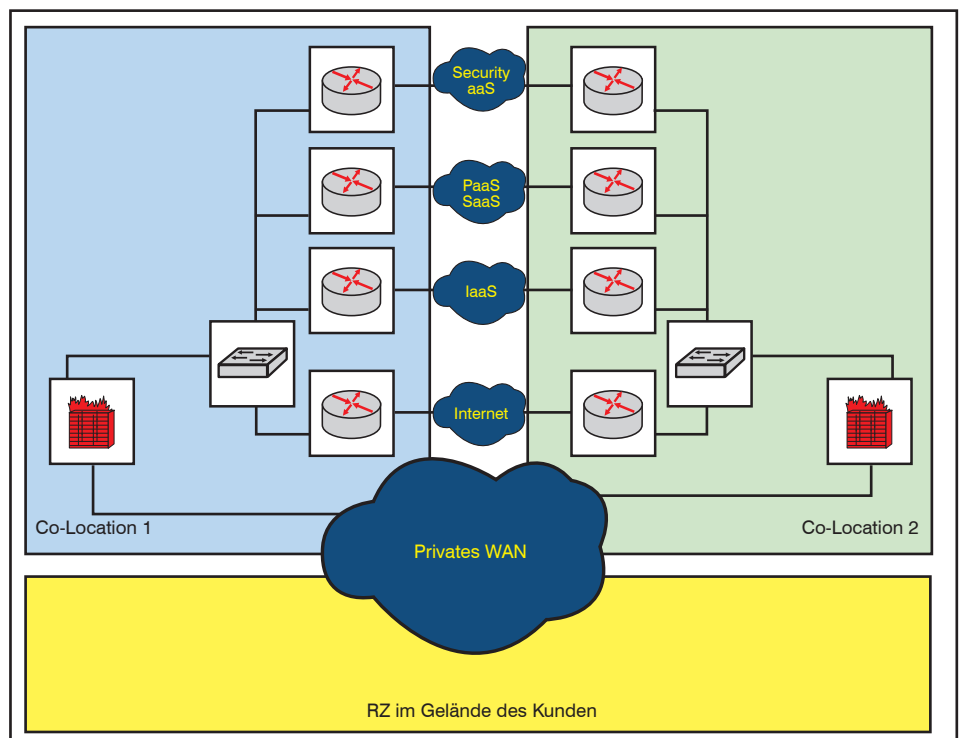 Security
aaS
PaaS
SaaS
IaaS
Internet
Co-Location 1
Co-Location 2
Privates WAN
RZ im Gelände des Kunden